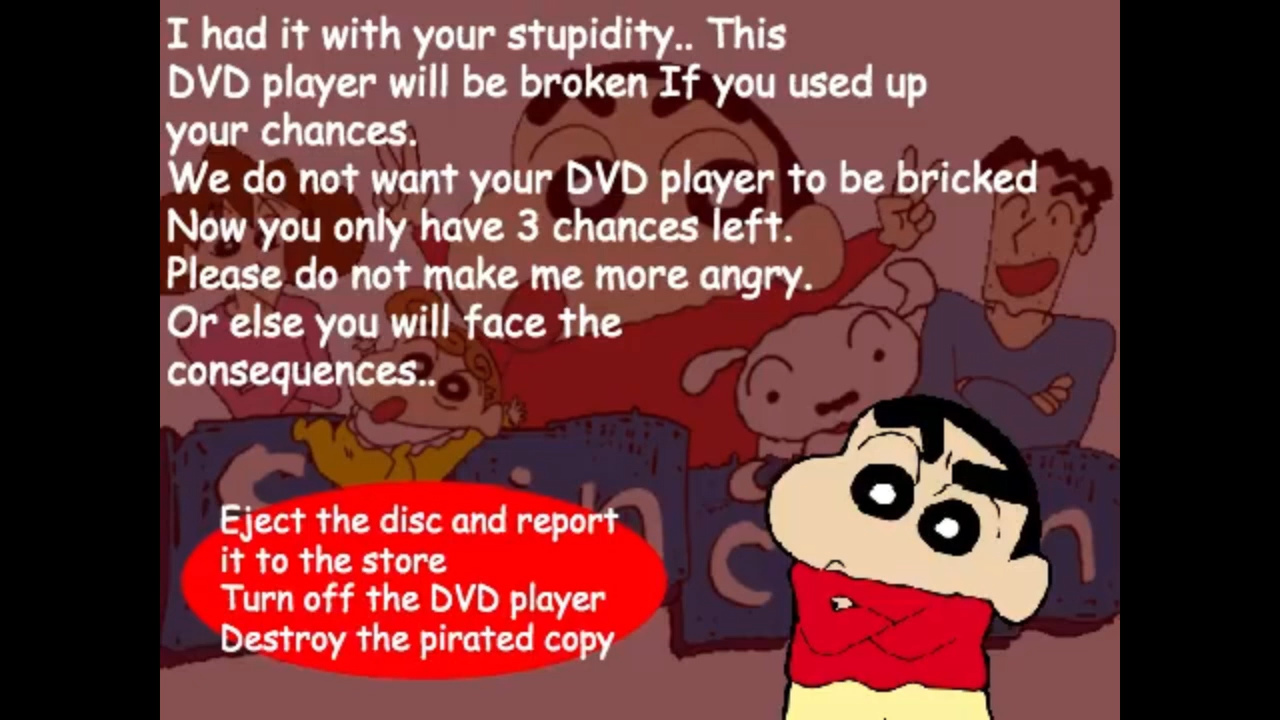 I had it with your stupidity.. This
DVD player will be broken If you used up
your chances.
We do not want your DVD player to be bricked
Now you only have 3 chances left.
Please do not make me more angry.
Or else you will face the
consequences..
Eject the disc and report
it to the store
Turn off the DVD player
Destroy the pirated copy